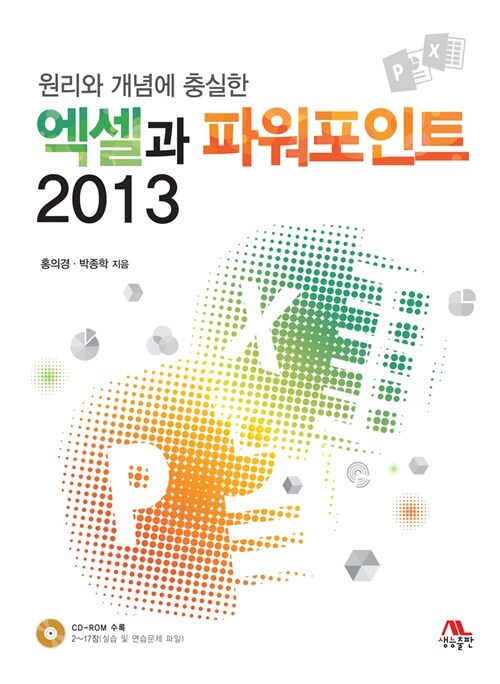 P X
원리와 개념에 충실한
엑셀과 파워포인트
2013
홍의경 · 박종학 지음
X
P
CD-ROM 수록
2~17장(실습 및 연습문제 파일)
생능출판